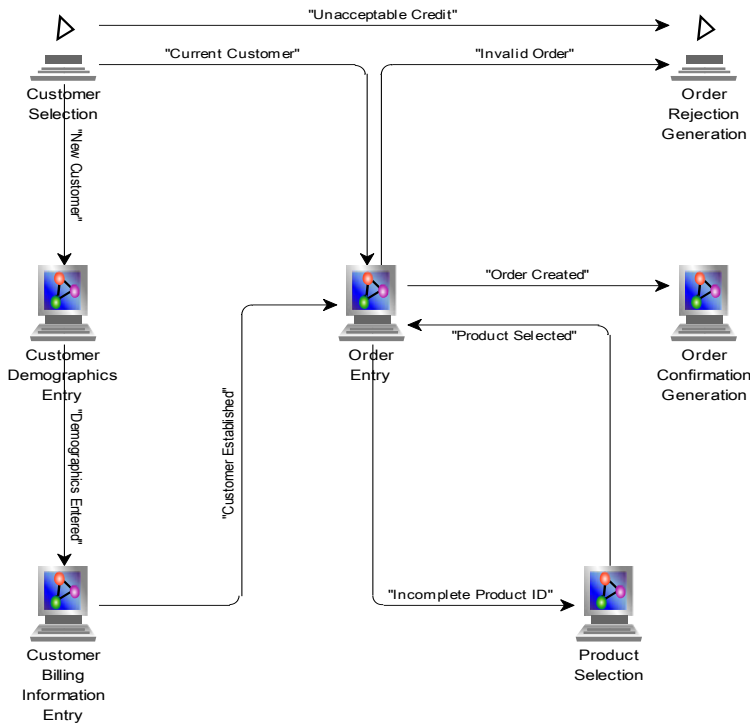 "Unacceptable Credit"
"Current Customer"
"Invalid Order"
Customer
Selection
Order
Rejection
Generation
"New Customer"
"Order Created"
"Product Selected"
Customer
Demographics
Entry
Order
Entry
Order
Confirmation
Generation
"Demographics Entered"
"Customer Established"
"Incomplete Product ID"
Customer
Billing
Information
Entry
Product
Selection